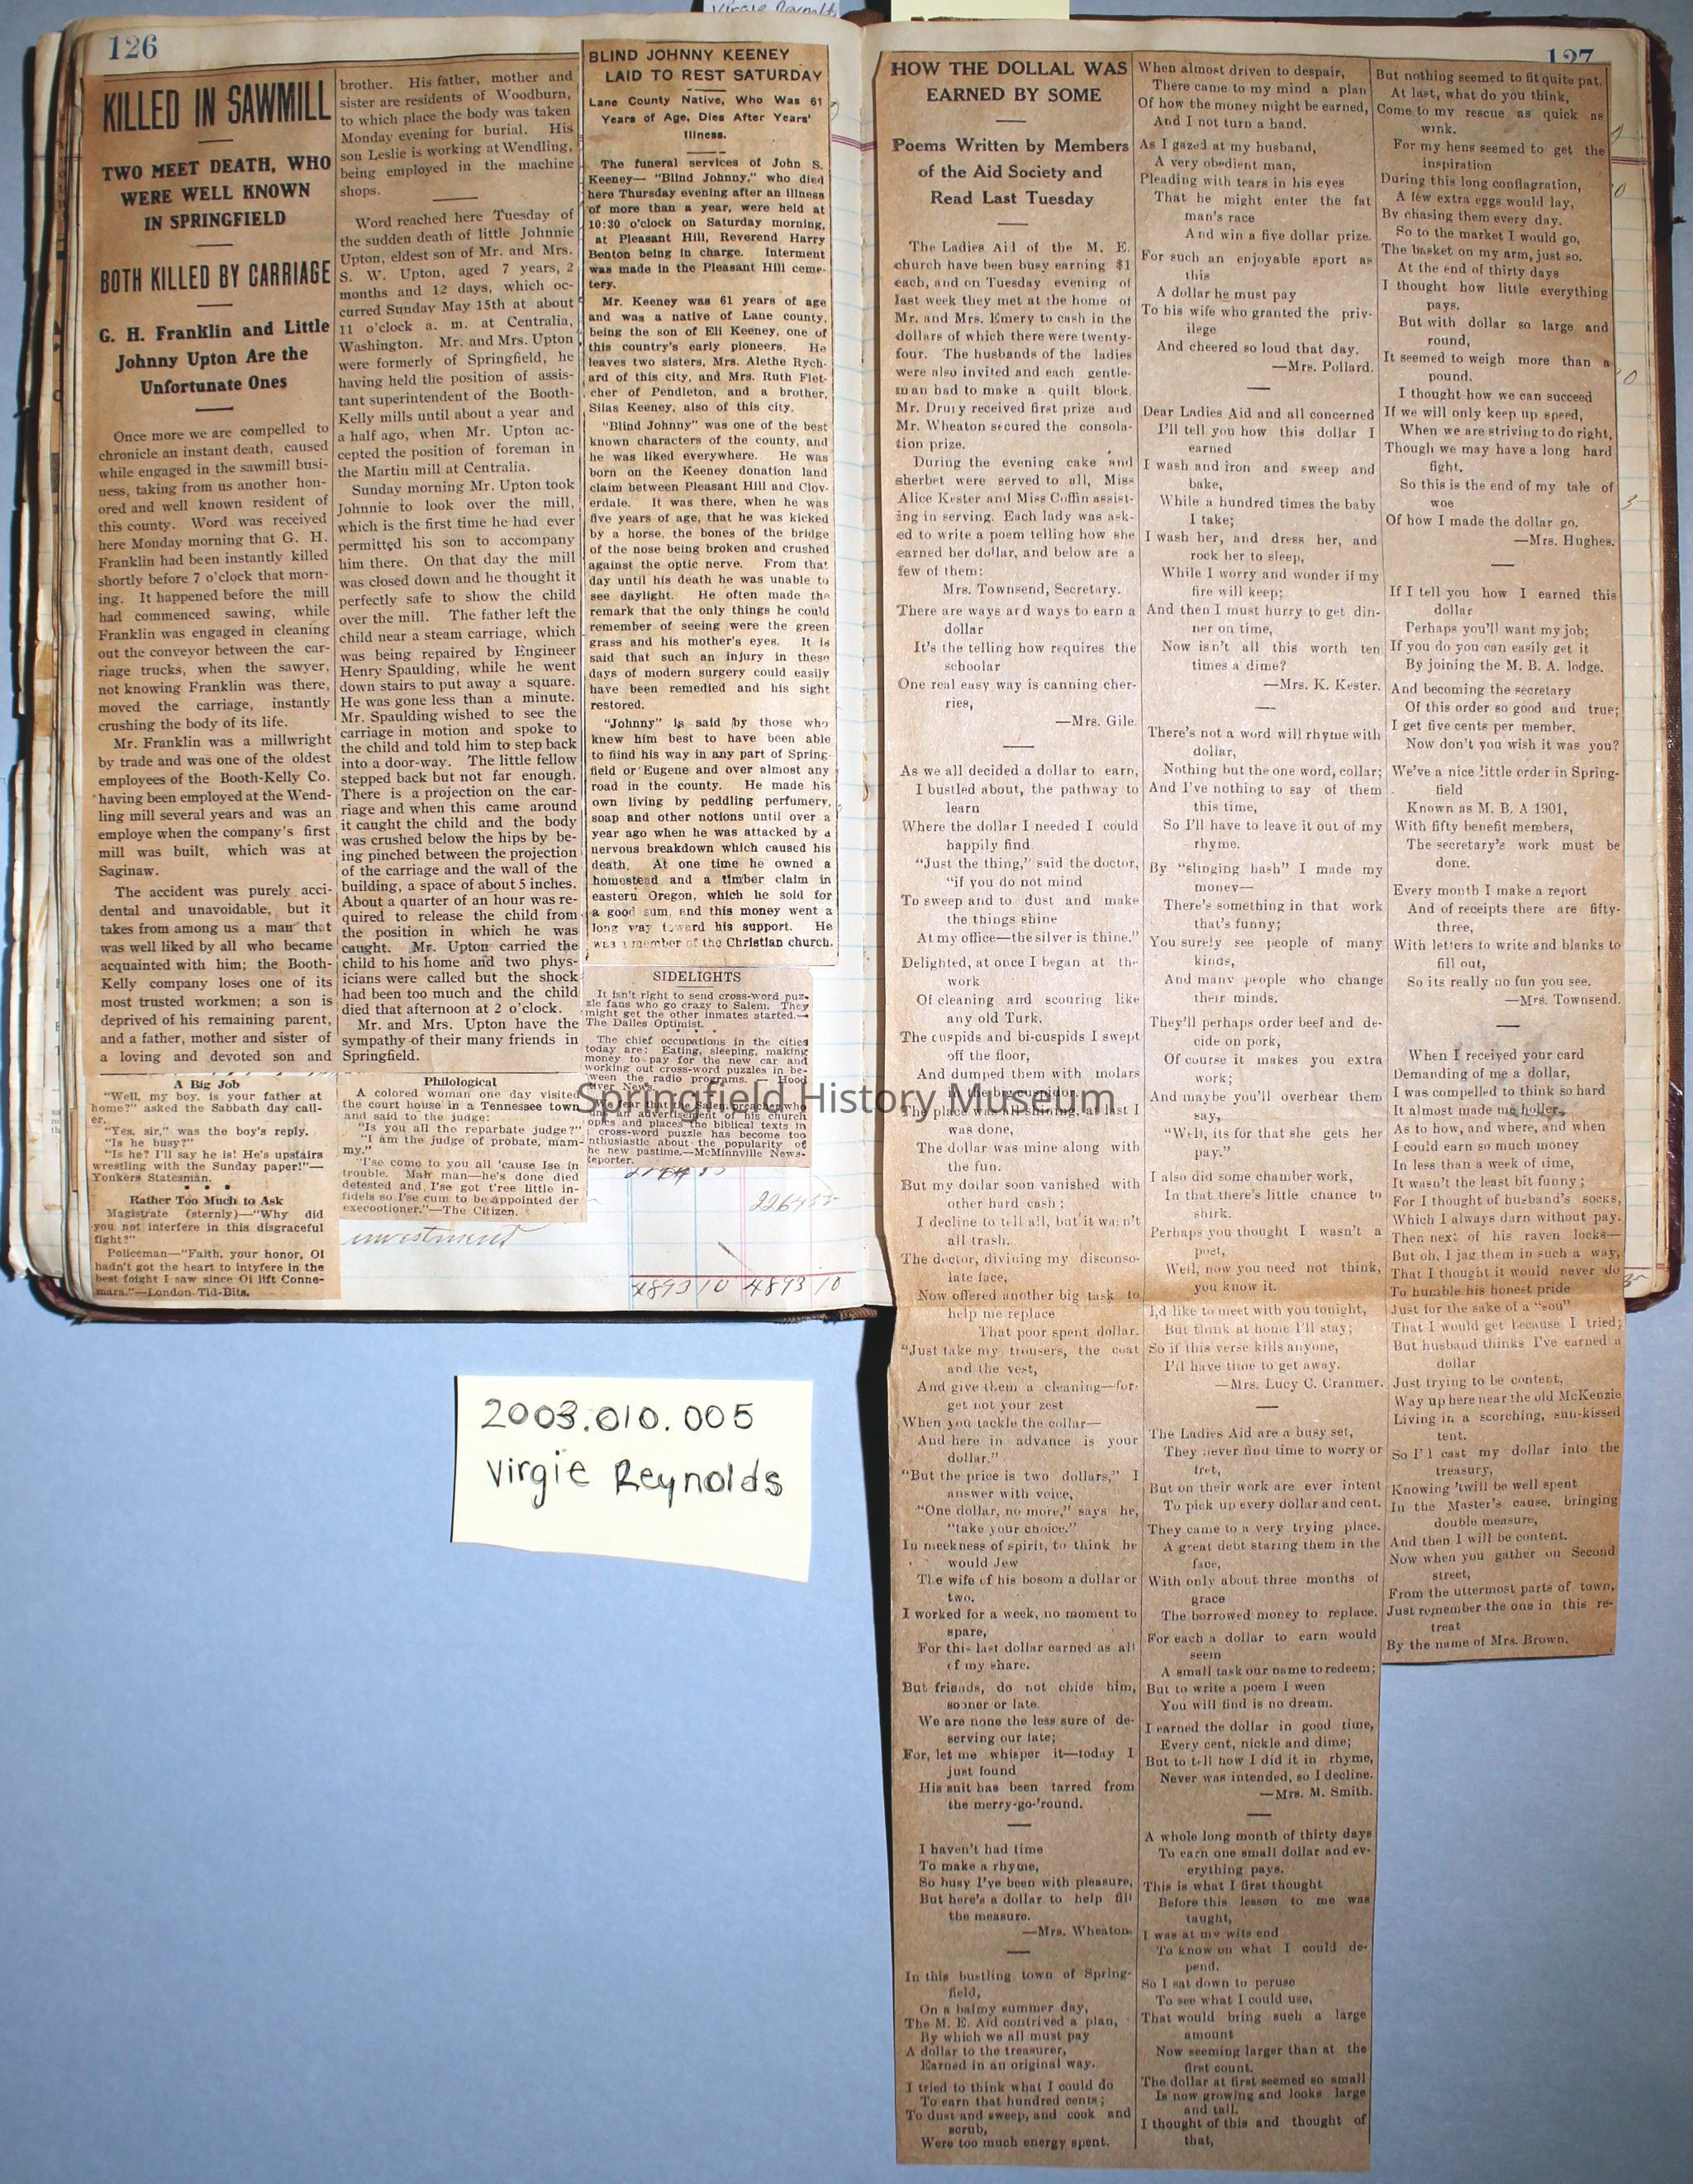 Virgie Reynolds
126
KILLED IN SAWMILL
TWO MEET DEATH, WHO
WERE WELL KNOWN
IN SPRINGFIELD
BOTH KILLED BY CARRIAGE
G. H. Franklin and Little
Johnny Upton Are the
Unfortunate Ones
Once more we are compelled to
chronicle an instant death, caused
while engaged in the sawmill busi-
ness, taking from us another hon-
ored and well known resident of
this county. Word was received
here Monday morning that G. H.
Franklin had been instantly killed
shortly before 7 o'clock that morn-
ing. It happened before the mill
had commenced sawing, while
Franklin was engaged in cleaning
out the conveyor between the car-
riage trucks, when the sawyer,
not knowing Franklin was there,
moved the carriage, instantly
crushing the body of its life.
Mr. Franklin was a millwright
by trade and was one of the oldest
employees of the Booth-Kelly Co.
having been employed at the Wend-
ling mill several years and was an
employe when the company's first
mill was built, which was at
Saginaw.
The accident was purely acci-
dental and unavoidable, but it
takes from among us a man that
was well liked by all who became
acquainted with him; the Booth-
Kelly company loses one of its
most trusted workmen; a son is
deprived of his remaining parent,
and a father, mother and sister of
a loving and devoted son and
brother. His father, mother and
sister are residents of Woodburn,
to which place the body was taken
Monday evening for burial. His
son Leslie is working at Wendling,
being employed in the machine
shops.
Word reached here Tuesday of
the sudden death of little Johnnie
Upton, eldest son of Mr. and Mrs.
S. W. Upton, aged 7 years, 2
months and 12 days, which oc-
curred Sunday May 15th at about
11 o'clock a. m. at Centralia,
Washington. Mr. and Mrs. Upton
were formerly of Springfield, he
having held the position of assis-
tant superintendent of the Booth-
Kelly mills until about a year and
a half ago, when Mr. Upton ac-
cepted the position of foreman in
the Martin mill at Centralia.
Sunday morning Mr. Upton took
Johnnie to look over the mill,
which is the first time he had ever
permitted his son to accompany
him there. On that day the mill
was closed down and he thought it
perfectly safe to show the child
over the mill. The father left the
child near a steam carriage, which
was being repaired by Engineer
Henry Spaulding, while he went
down stairs to put away a square.
He was gone less than a minute.
Mr. Spaulding wished to see the
carriage in motion and spoke to
the child and told him to step back
into a door-way. The little fellow
stepped back but not far enough.
There is a projection on the car-
riage and when this came around
it caught the child and the body
was crushed below the hips by be-
ing pinched between the projection
of the carriage and the wall of the
building, a space of about 5 inches.
About a quarter of an hour was re-
quired to release the child from
the position in which he was
caught. Mr. Upton carried the
child to his home and two phys-
icians were called but the shock
had been too much and the child
died that afternoon at 2 o'clock.
Mr. and Mrs. Upton have the
sympathy of their many friends in
Springfield.
A Big Job
"Well, my boy, is your father at
home?" asked the Sabbath day call-
er.
"Yes, sir," was the boy's reply.
"Is he busy?"
"Is he? I'll say he is! He's upstairs
wrestling with the Sunday paper!"—
Yonkers Statesman.
Rather Too Much to Ask
Magistrate (sternly)—"Why did
you not interfere in this disgraceful
fight?"
Policeman—"Faith, your honor, Oi
hadn't got the heart to intyfere in the
best foight I saw since Oi lift Conne-
mara."—London Tid-Bits.
Philological
A colored woman one day visited
the court house in a Tennessee town
and said to the judge:
"Is you all the reparbate judge?"
"I am the judge of probate, mam-
my."
"I'se come to you all 'cause Ise in
trouble. Mah man—he's done died
detested and I'se got t'ree little in-
fidels so I'se cum to be appointed der
execootioner."—The Citizen.
investment
BLIND JOHNNY KEENEY
LAID TO REST SATURDAY
Lane County Native, Who Was 61
Years of Age, Dies After Years'
Illness.
The funeral services of John S.
Keeney— "Blind Johnny," who died
here Thursday evening after an illness
of more than a year, were held at
10:30 o'clock on Saturday morning,
at Pleasant Hill, Reverend Harry
Benton being in charge. Interment
was made in the Pleasant Hill ceme-
tery.
Mr. Keeney was 61 years of age
and was a native of Lane county,
being the son of Eli Keeney, one of
this country's early pioneers. He
leaves two sisters, Mrs. Alethe Rych-
ard of this city, and Mrs. Ruth Flet-
cher of Pendleton, and a brother,
Silas Keeney, also of this city.
"Blind Johnny" was one of the best
known characters of the county, and
he was liked everywhere. He was
born on the Keeney donation land
claim between Pleasant Hill and Clov-
erdale. It was there, when he was
five years of age, that he was kicked
by a horse, the bones of the bridge
of the nose being broken and crushed
against the optic nerve. From that
day until his death he was unable to
see daylight. He often made the
remark that the only things he could
remember of seeing were the green
grass and his mother's eyes. It is
said that such an injury in these
days of modern surgery could easily
have been remedied and his sight
restored.
"Johnny" is said by those who
knew him best to have been able
to find his way in any part of Spring-
field or Eugene and over almost any
road in the county. He made his
own living by peddling perfumery,
soap and other notions until over a
year ago when he was attacked by a
nervous breakdown which caused his
death. At one time he owned a
homestead and a timber claim in
eastern Oregon, which he sold for
a good sum, and this money went a
long way toward his support. He
was a member of the Christian church.
SIDELIGHTS
It isn't right to send cross-word puz-
zle fans who go crazy to Salem. They
might get the other inmates started.—
The Dalles Optimist.
The chief occupations in the cities
today are: Eating, sleeping, making
money to pay for the new car and
working out cross-word puzzles in be-
tween the radio programs. — Hood
River News.
fear that the Salem preacher who
an advertisement of his church
opics and places the biblical texts in
cross-word puzzle has become too
nthusiastic about the popularity of
he new pastime.—McMinnville News-
Reporter.
4893 10 4893 10
127
HOW THE DOLLAL WAS
EARNED BY SOME
Poems Written by Members
of the Aid Society and
Read Last Tuesday
The Ladies Aid of the M. E.
church have been busy earning $1
each, and on Tuesday evening of
last week they met at the home of
Mr. and Mrs. Emery to cash in the
dollars of which there were twenty-
four. The husbands of the ladies
were also invited and each gentle-
man had to make a quilt block.
Mr. Drury received first prize and
Mr. Wheaton secured the consola-
tion prize.
During the evening cake and
sherbet were served to all, Miss
Alice Kester and Miss Coffin assist-
ing in serving. Each lady was ask-
ed to write a poem telling how she
earned her dollar, and below are a
few of them:
Mrs. Townsend, Secretary.
There are ways ard ways to earn a
dollar
It's the telling how requires the
schoolar
One real easy way is canning cher-
ries,
—Mrs. Gile.
As we all decided a dollar to earn,
I bustled about, the pathway to
learn
Where the dollar I needed I could
happily find.
"Just the thing," said the doctor,
"if you do not mind
To sweep and to dust and make
the things shine
At my office—the silver is thine."
Delighted, at once I began at the
work
Of cleaning and scouring like
any old Turk.
The cuspids and bi-cuspids I swept
off the floor,
And dumped them with molars
in the big cuspidor.
The place was all shining, at last I
was done,
The dollar was mine along with
the fun.
But my dollar soon vanished with
other hard cash;
I decline to tell all, but it wasn't
all trash.
The doctor, divining my disconso-
late face,
Now offered another big task to
help me replace
That poor spent dollar.
"Just take my trousers, the coat
and the vest,
And give them a cleaning—for-
get not your zest
When you tackle the collar—
And here in advance is your
dollar."
"But the price is two dollars," I
answer with voice,
"One dollar, no more," says he,
"take your choice."
In meekness of spirit, to think he
would Jew
The wife of his bosom a dollar or
two.
I worked for a week, no moment to
spare,
For this last dollar earned as all
of my share.
But friends, do not chide him,
sooner or late
We are none the less sure of de-
serving our late;
For, let me whisper it—today I
just found
His suit has been tarred from
the merry-go-'round.
I haven't had time
To make a rhyme,
So busy I've been with pleasure,
But here's a dollar to help fill
the measure.
—Mrs. Wheaton.
In this bustling town of Spring-
field,
On a balmy summer day,
The M. E. Aid contrived a plan,
By which we all must pay
A dollar to the treasurer,
Earned in an original way.
I tried to think what I could do
To earn that hundred cents;
To dust and sweep, and cook and
scrub,
Were too much energy spent.
When almost driven to despair,
There came to my mind a plan
Of how the money might be earned,
And I not turn a hand.
As I gazed at my husband,
A very obedient man,
Pleading with tears in his eyes
That he might enter the fat
man's race
And win a five dollar prize.
For such an enjoyable sport as
this
A dollar he must pay
To his wife who granted the priv-
ilege
And cheered so loud that day.
—Mrs. Pollard.
Dear Ladies Aid and all concerned
I'll tell you how this dollar I
earned
I wash and iron and sweep and
bake,
While a hundred times the baby
I take;
I wash her, and dress her, and
rock her to sleep,
While I worry and wonder if my
fire will keep;
And then I must hurry to get din-
ner on time,
Now isn't all this worth ten
times a dime?
—Mrs. K. Kester.
There's not a word will rhyme with
dollar,
Nothing but the one word, collar;
And I've nothing to say of them
this time,
So I'll have to leave it out of my
rhyme.
By "slinging hash" I made my
money—
There's something in that work
that's funny;
You surely see people of many
kinds,
And many people who change
their minds.
They'll perhaps order beef and de-
cide on pork,
Of course it makes you extra
work;
And maybe you'll overhear them
say,
"Well, its for that she gets her
pay."
I also did some chamber work,
In that there's little chance to
shirk.
Perhaps you thought I wasn't a
poet,
Well, now you need not think,
you know it.
I,d like to meet with you tonight,
But think at home I'll stay;
So if this verse kills anyone,
I'll have time to get away.
—Mrs. Lucy C. Cranmer.
The Ladies Aid are a busy set,
They never find time to worry or
fret,
But on their work are ever intent
To pick up every dollar and cent.
They came to a very trying place.
A great debt staring them in the
face,
With only about three months of
grace
The borrowed money to replace.
For each a dollar to earn would
seem
A small task our name to redeem;
But to write a poem I ween
You will find is no dream.
I earned the dollar in good time,
Every cent, nickle and dime;
But to tell how I did it in rhyme,
Never was intended, so I decline.
—Mrs. M. Smith.
A whole long month of thirty days
To earn one small dollar and ev-
erything pays.
This is what I first thought
Before this lesson to me was
taught,
I was at my wits end
To know on what I could de-
pend.
So I sat down to peruse
To see what I could use,
That would bring such a large
amount
Now seeming larger than at the
first count.
The dollar at first seemed so small
Is now growing and looks large
and tall.
I thought of this and thought of
that,
But nothing seemed to fit quite pat.
At last, what do you think,
Come to my rescue as quick as
wink.
For my hens seemed to get the
inspiration
During this long conflagration,
A few extra eggs would lay,
By chasing them every day.
So to the market I would go,
The basket on my arm, just so.
At the end of thirty days
I thought how little everything
pays.
But with dollar so large and
round,
It seemed to weigh more than a
pound.
I thought how we can succeed
If we will only keep up speed,
When we are striving to do right,
Though we may have a long hard
fight.
So this is the end of my tale of
woe
Of how I made the dollar go.
—Mrs. Hughes.
If I tell you how I earned this
dollar
Perhaps you'll want my job;
If you do you can easily get it
By joining the M. B. A. lodge.
And becoming the secretary
Of this order so good and true;
I get five cents per member,
Now don't you wish it was you?
We've a nice little order in Spring-
field
Known as M. B. A 1901,
With fifty benefit members,
The secretary's work must be
done.
Every month I make a report
And of receipts there are fifty-
three,
With letters to write and blanks to
fill out,
So its really no fun you see.
—Mrs. Townsend.
When I received your card
Demanding of me a dollar,
I was compelled to think so hard
It almost made me holler,
As to how, and where, and when
I could earn so much money
In less than a week of time,
It wasn't the least bit funny;
For I thought of husband's socks,
Which I always darn without pay.
Then next of his raven locks—
But oh, I jag them in such a way,
That I thought it would never do
To humble his honest pride
Just for the sake of a "sou"
That I would get because I tried;
But husband thinks I've earned a
dollar
Just trying to be content,
Way up here near the old McKenzie
Living in a scorching, sun-kissed
tent.
So I'l cast my dollar into the
treasury,
Knowing 'twill be well spent
In the Master's cause, bringing
double measure,
And then I will be content.
Now when you gather on Second
street,
From the uttermost parts of town,
Just remember the one in this re-
treat
By the name of Mrs. Brown.
Springfield History Museum
2003.010.005
Virgie Reynolds